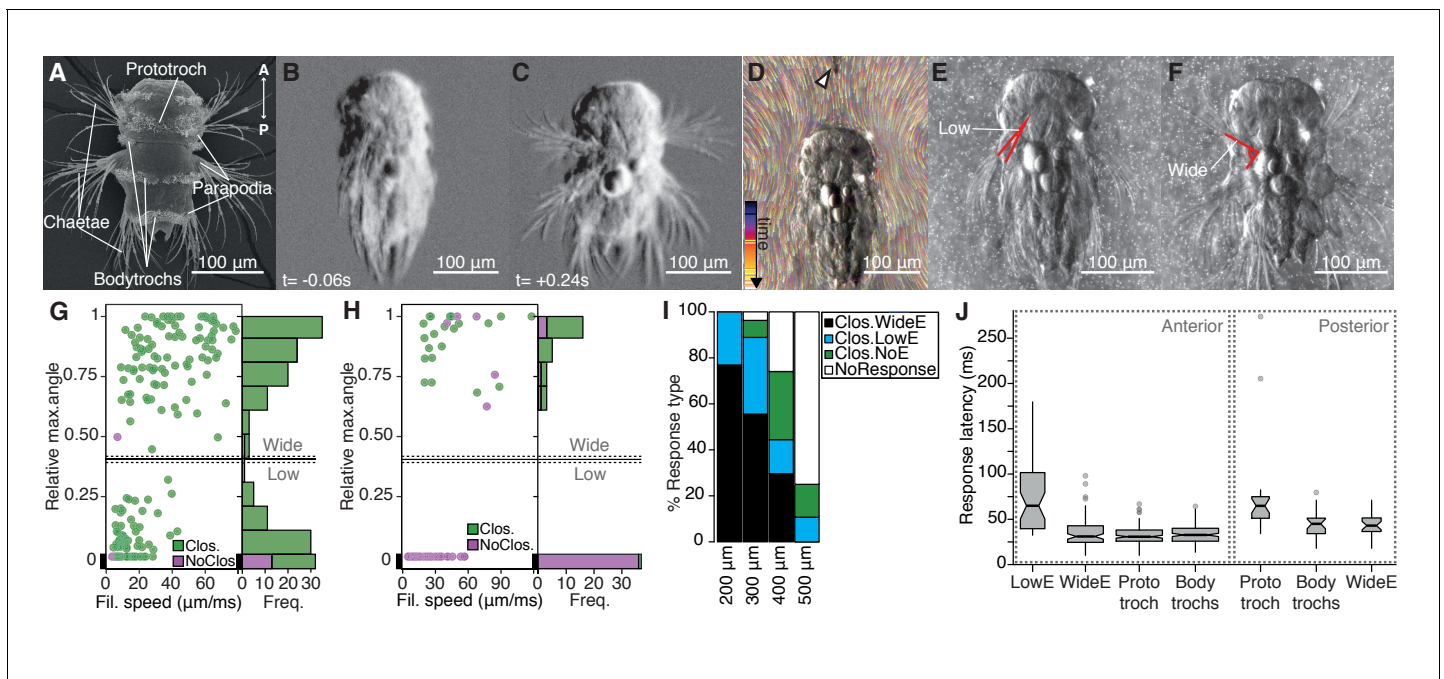 A
Prototroch
A
P
Parapodia
Chaetae
Bodytrochs
100 µm
B
t= -0.06s
100 µm
C
t= +0.24s
100 µm
D
time
100 µm
E
Low
100 µm
F
Wide
100 µm
G
Relative max.angle
1
0.75
0.50
0.25
0
Wide
Low
Clos.
NoClos.
0 20 40 60
0 10 20 30
Fil. speed (µm/ms)
Freq.
H
Relative max.angle
1
0.75
0.50
0.25
0
Wide
Low
Clos.
NoClos.
0 30 60 90
0 10 20 30
Fil. speed (µm/ms)
Freq.
I
% Response type
100
80
60
40
20
0
Clos.WideE
Clos.LowE
Clos.NoE
NoResponse
200 µm
300 µm
400 µm
500 µm
J
Response latency (ms)
250
200
150
100
50
0
Anterior
Posterior
LowE
WideE
Proto troch
Body trochs
Proto troch
Body trochs
WideE